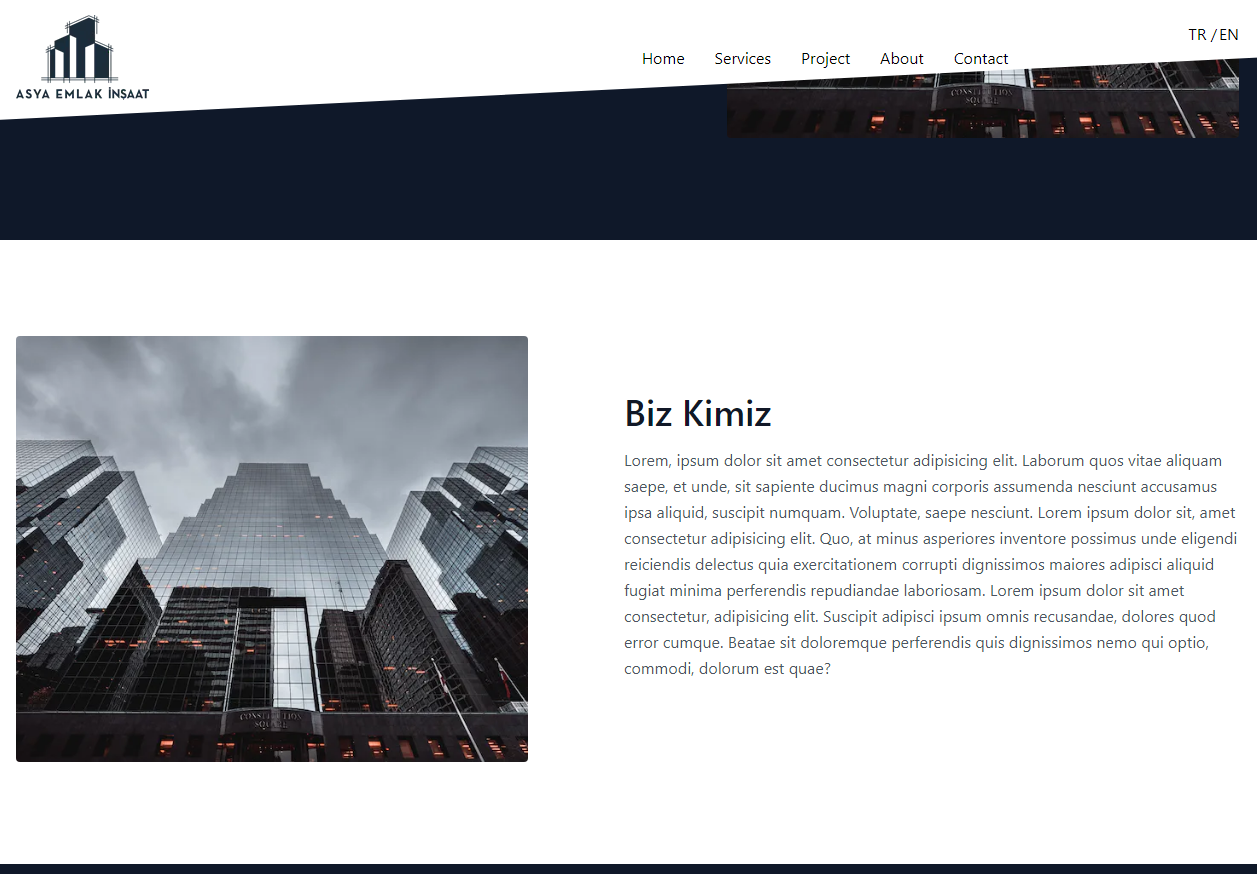 ASYA EMLAK İNŞAAT
TR / EN
Home Services Project About Contact
CONSTITUTION
SQUARE
Biz Kimiz
Lorem, ipsum dolor sit amet consectetur adipisicing elit. Laborum quos vitae aliquam
saepe, et unde, sit sapiente ducimus magni corporis assumenda nesciunt accusamus
ipsa aliquid, suscipit numquam. Voluptate, saepe nesciunt. Lorem ipsum dolor sit, amet
consectetur adipisicing elit. Quo, at minus asperiores inventore possimus unde eligendi
reiciendis delectus quia exercitationem corrupti dignissimos maiores adipisci aliquid
fugiat minima perferendis repudiandae laboriosam. Lorem ipsum dolor sit amet
consectetur, adipisicing elit. Suscipit adipisci ipsum omnis recusandae, dolores quod
error cumque. Beatae sit doloremque perferendis quis dignissimos nemo qui optio,
commodi, dolorum est quae?
CONSTITUTION
SQUARE